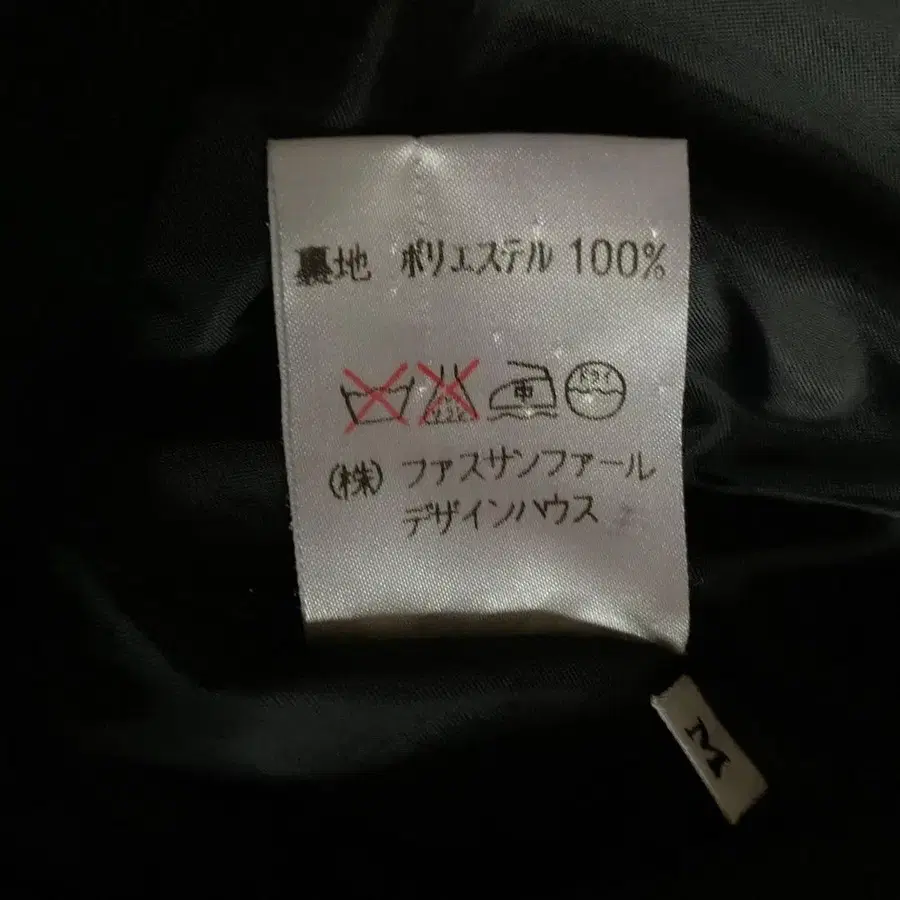 裏地 ポリエステル 100%
中
(株) ファスサンファール
デザインハウス
M